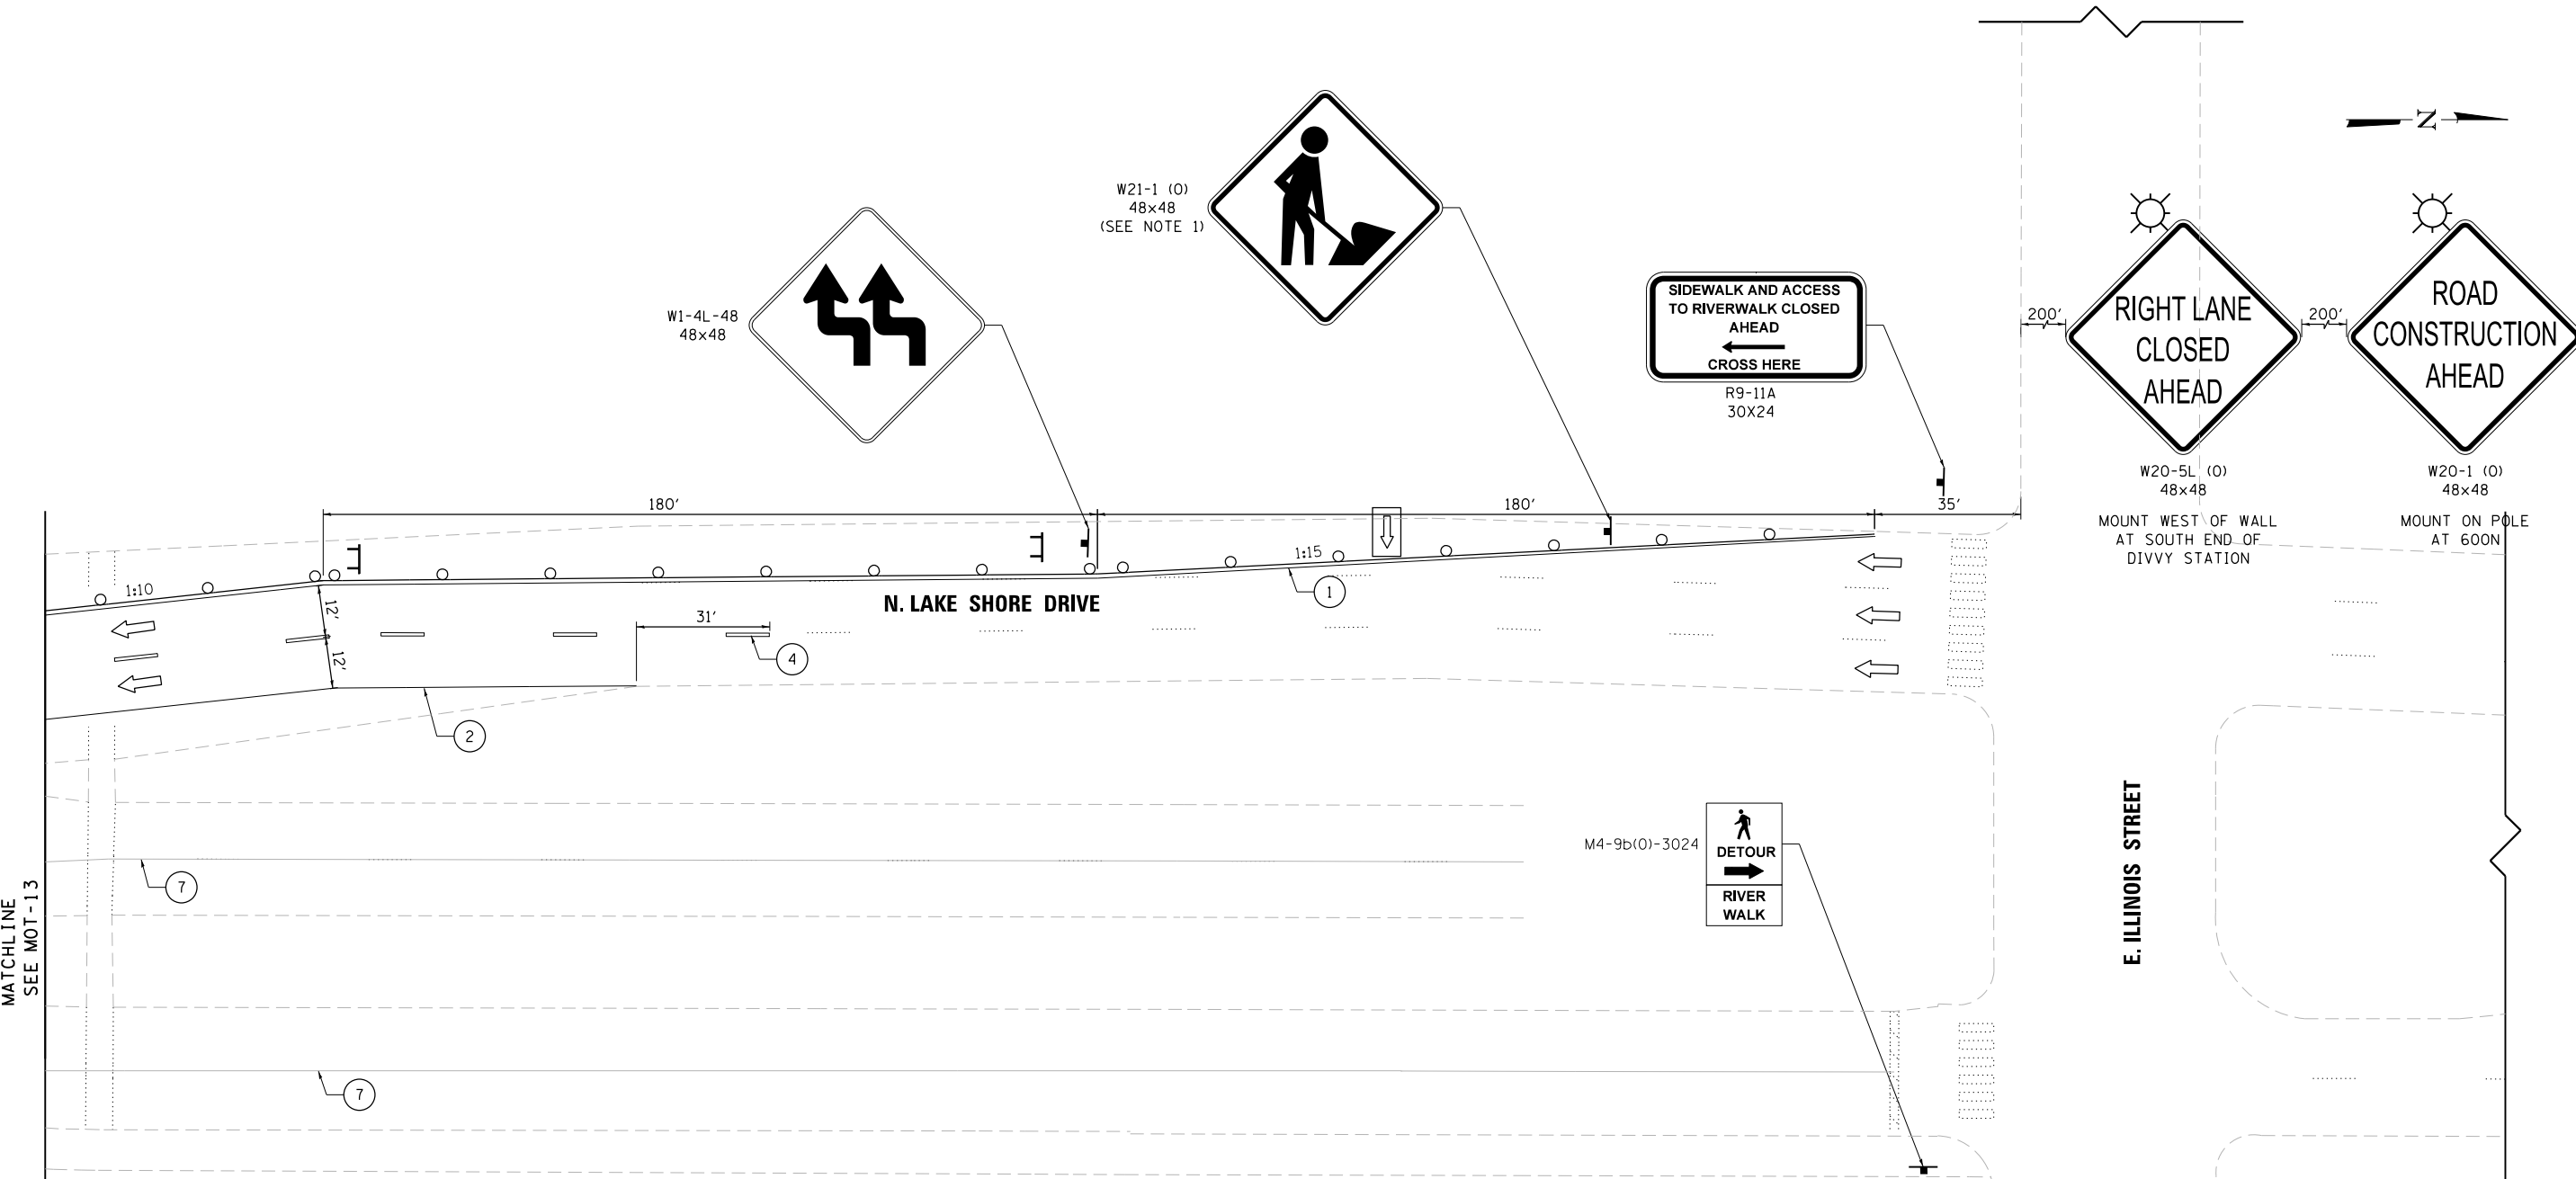 N
W21-1 (O)
48x48
(SEE NOTE 1)
W1-4L-48
48x48
SIDEWALK AND ACCESS
TO RIVERWALK CLOSED
AHEAD
CROSS HERE
R9-11A
30X24
200'
RIGHT LANE
CLOSED
AHEAD
W20-5L (O)
48x48
MOUNT WEST OF WALL
AT SOUTH END OF
DIVVY STATION
200'
ROAD
CONSTRUCTION
AHEAD
W20-1 (O)
48x48
MOUNT ON POLE
AT 600N
180'
180'
35'
1:10
1:15
1
12'
12'
N. LAKE SHORE DRIVE
31'
4
2
7
7
M4-9b(O)-3024
DETOUR
RIVER
WALK
E. ILLINOIS STREET
MATCHLINE
SEE MOT-13